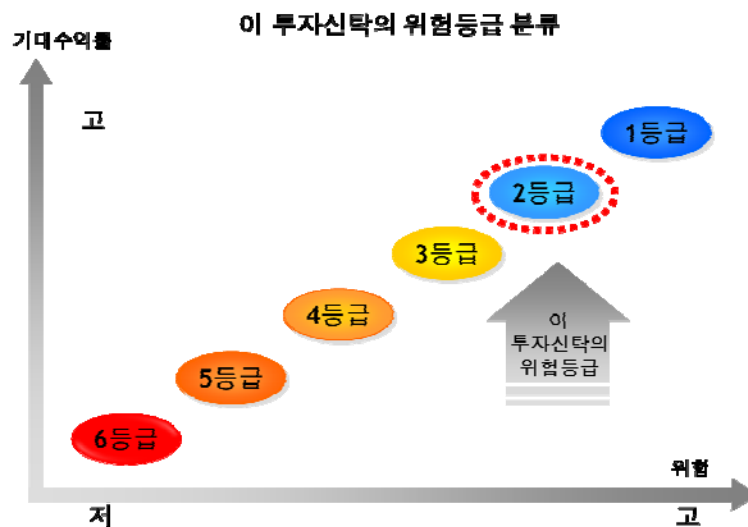 이 투자신탁의 위험등급 분류
기대수익률
고
1등급
2등급
3등급
4등급
이
투자신탁의
위험등급
5등급
6등급
위험
저
고